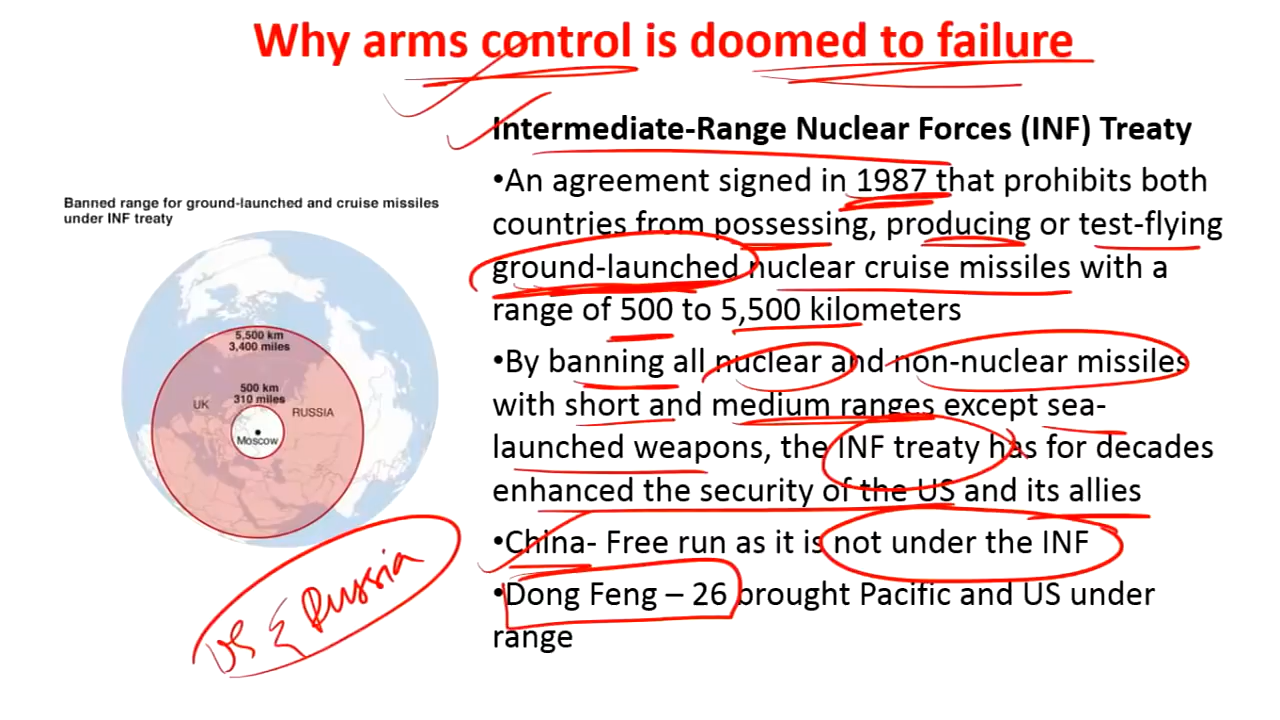 Why arms control is doomed to failure
Intermediate-Range Nuclear Forces (INF) Treaty
•An agreement signed in 1987 that prohibits both
countries from possessing, producing or test-flying
ground-launched nuclear cruise missiles with a
range of 500 to 5,500 kilometers
•By banning all nuclear and non-nuclear missiles
with short and medium ranges except sea-
launched weapons, the INF treaty has for decades
enhanced the security of the US and its allies
•China- Free run as it is not under the INF
•Dong Feng – 26 brought Pacific and US under
range
Banned range for ground-launched and cruise missiles
under INF treaty
5,500 km
3,400 miles
500 km
310 miles
UK
RUSSIA
Moscow
US & Russia